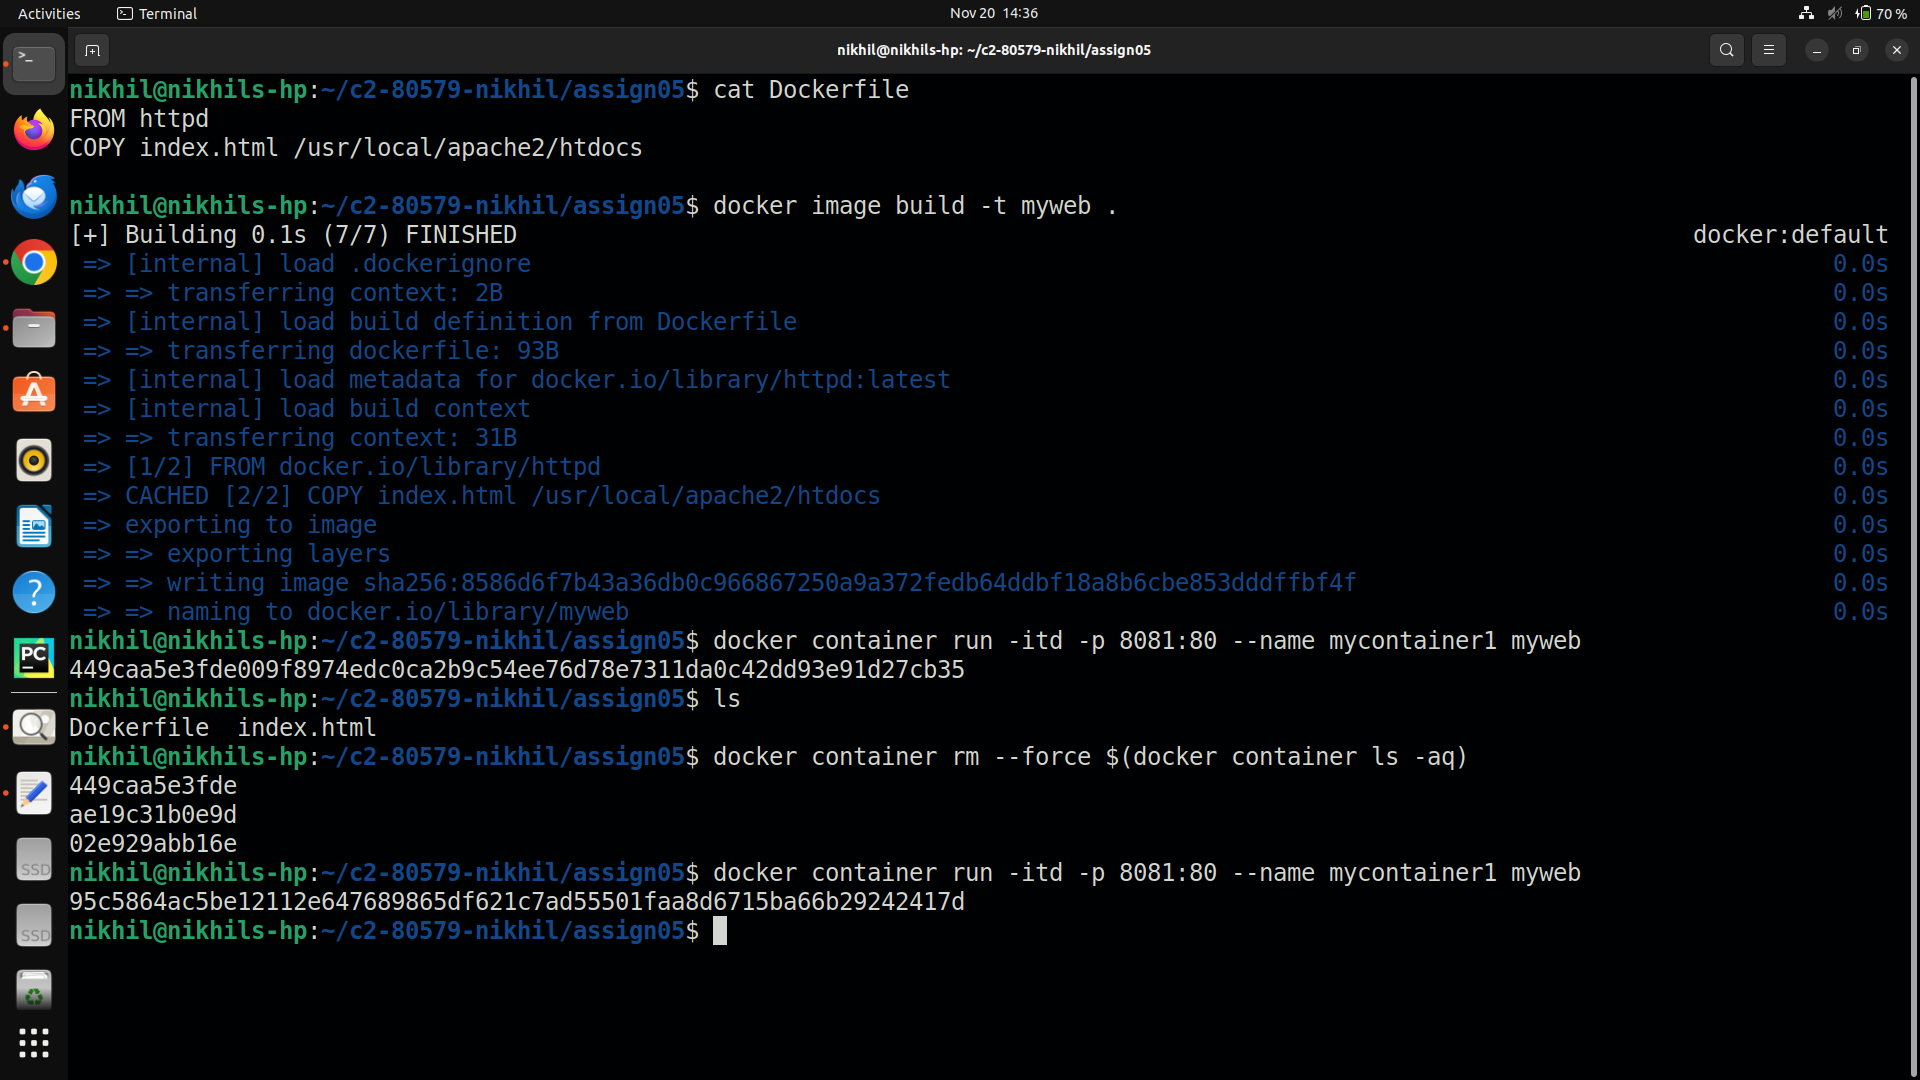 Activities Terminal Nov 20 14:36 70 %
nikhil@nikhils-hp: ~/c2-80579-nikhil/assign05
nikhil@nikhils-hp:~/c2-80579-nikhil/assign05$ cat Dockerfile
FROM httpd
COPY index.html /usr/local/apache2/htdocs
nikhil@nikhils-hp:~/c2-80579-nikhil/assign05$ docker image build -t myweb .
[+] Building 0.1s (7/7) FINISHED docker:default
=> [internal] load .dockerignore 0.0s
=> => transferring context: 2B 0.0s
=> [internal] load build definition from Dockerfile 0.0s
=> => transferring dockerfile: 93B 0.0s
=> [internal] load metadata for docker.io/library/httpd:latest 0.0s
=> [internal] load build context 0.0s
=> => transferring context: 31B 0.0s
=> [1/2] FROM docker.io/library/httpd 0.0s
=> CACHED [2/2] COPY index.html /usr/local/apache2/htdocs 0.0s
=> exporting to image 0.0s
=> => exporting layers 0.0s
=> => writing image sha256:8586d6f7b43a36db0c966867250a9a372fedb64ddbf18a8b6cbe853dddffbf4f 0.0s
=> => naming to docker.io/library/myweb 0.0s
nikhil@nikhils-hp:~/c2-80579-nikhil/assign05$ docker container run -itd -p 8081:80 --name mycontainer1 myweb
449caa5e3fde009f8974edc0ca2b9c54ee76d78e7311da0c42dd93e91d27cb35
nikhil@nikhils-hp:~/c2-80579-nikhil/assign05$ ls
Dockerfile index.html
nikhil@nikhils-hp:~/c2-80579-nikhil/assign05$ docker container rm --force $(docker container ls -aq)
449caa5e3fde
ae19c31b0e9d
02e929abb16e
nikhil@nikhils-hp:~/c2-80579-nikhil/assign05$ docker container run -itd -p 8081:80 --name mycontainer1 myweb
95c5864ac5be12112e647689865df621c7ad55501faa8d6715ba66b29242417d
nikhil@nikhils-hp:~/c2-80579-nikhil/assign05$
PC
SSD
SSD